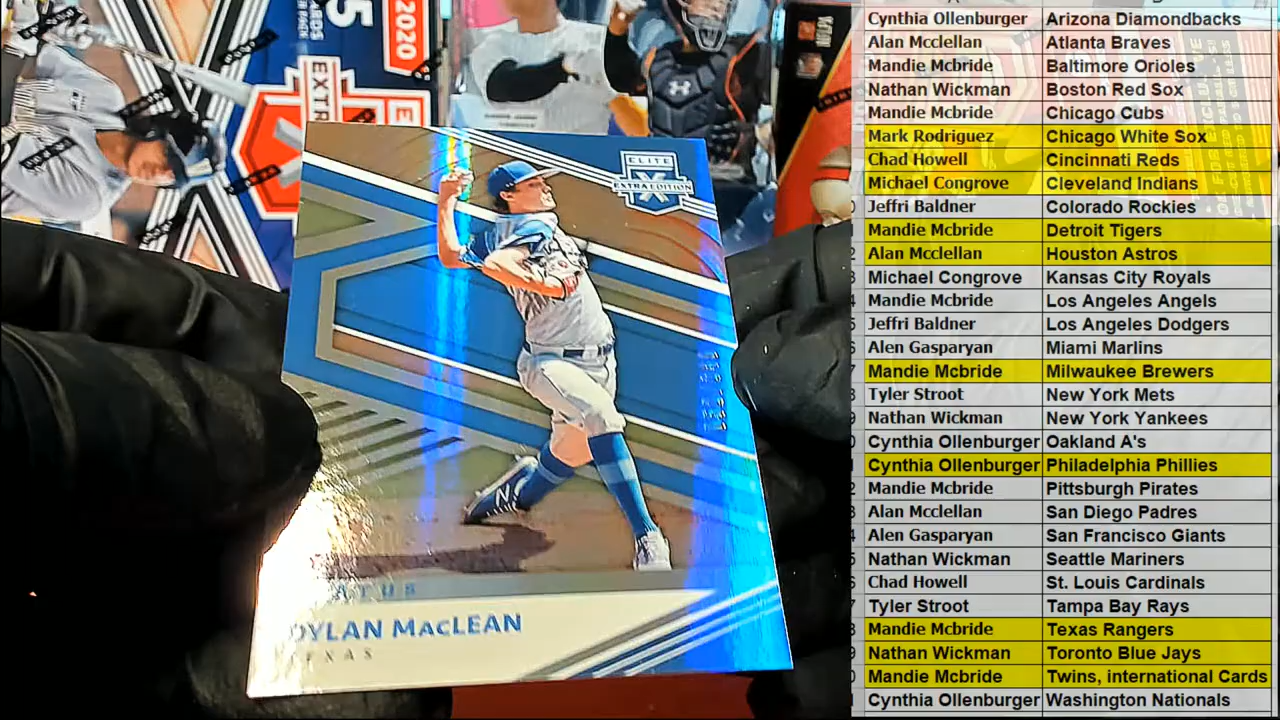 2020
EXTRA
ELITE
X
EXTRA EDITION
DYLAN MACLEAN
TEXAS
Cynthia Ollenburger Arizona Diamondbacks
Alan Mcclellan Atlanta Braves
Mandie Mcbride Baltimore Orioles
Nathan Wickman Boston Red Sox
Mandie Mcbride Chicago Cubs
Mark Rodriguez Chicago White Sox
Chad Howell Cincinnati Reds
Michael Congrove Cleveland Indians
Jeffri Baldner Colorado Rockies
Mandie Mcbride Detroit Tigers
Alan Mcclellan Houston Astros
Michael Congrove Kansas City Royals
Mandie Mcbride Los Angeles Angels
Jeffri Baldner Los Angeles Dodgers
Alen Gasparyan Miami Marlins
Mandie Mcbride Milwaukee Brewers
Tyler Stroot New York Mets
Nathan Wickman New York Yankees
Cynthia Ollenburger Oakland A's
Cynthia Ollenburger Philadelphia Phillies
Mandie Mcbride Pittsburgh Pirates
Alan Mcclellan San Diego Padres
Alen Gasparyan San Francisco Giants
Nathan Wickman Seattle Mariners
Chad Howell St. Louis Cardinals
Tyler Stroot Tampa Bay Rays
Mandie Mcbride Texas Rangers
Nathan Wickman Toronto Blue Jays
Mandie Mcbride Twins, international Cards
Cynthia Ollenburger Washington Nationals